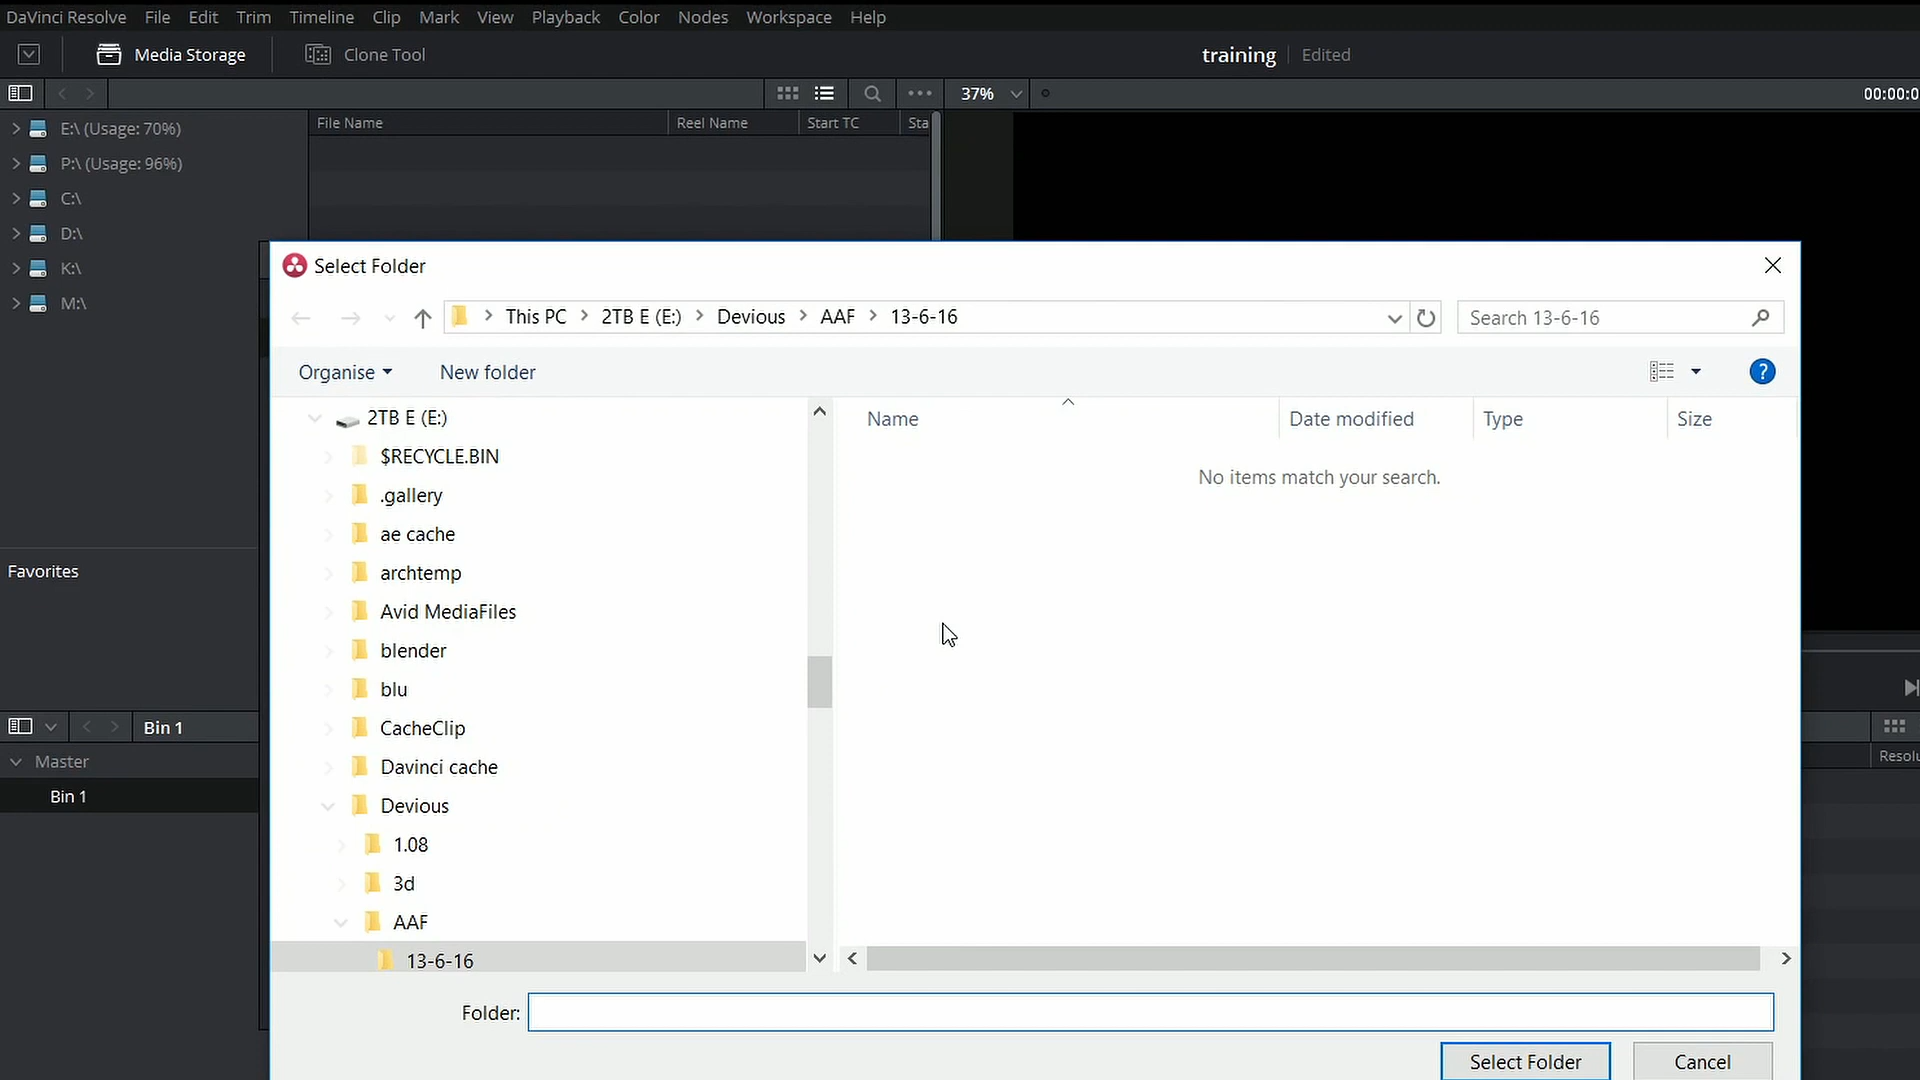 DaVinci Resolve File Edit Trim Timeline Clip Mark View Playback Color Nodes Workspace Help
Media Storage Clone Tool training Edited
37% 00:00:0
E:\ (Usage: 70%)
P:\ (Usage: 96%)
C:\
D:\
K:\
M:\
File Name Reel Name Start TC Sta
Favorites
Bin 1
Master
Bin 1
Resolu
Select Folder
This PC 2TB E (E:) Devious AAF 13-6-16
Search 13-6-16
Organise New folder
?
2TB E (E:)
$RECYCLE.BIN
.gallery
ae cache
archtemp
Avid MediaFiles
blender
blu
CacheClip
Davinci cache
Devious
1.08
3d
AAF
13-6-16
Name Date modified Type Size
No items match your search.
Folder:
Select Folder Cancel